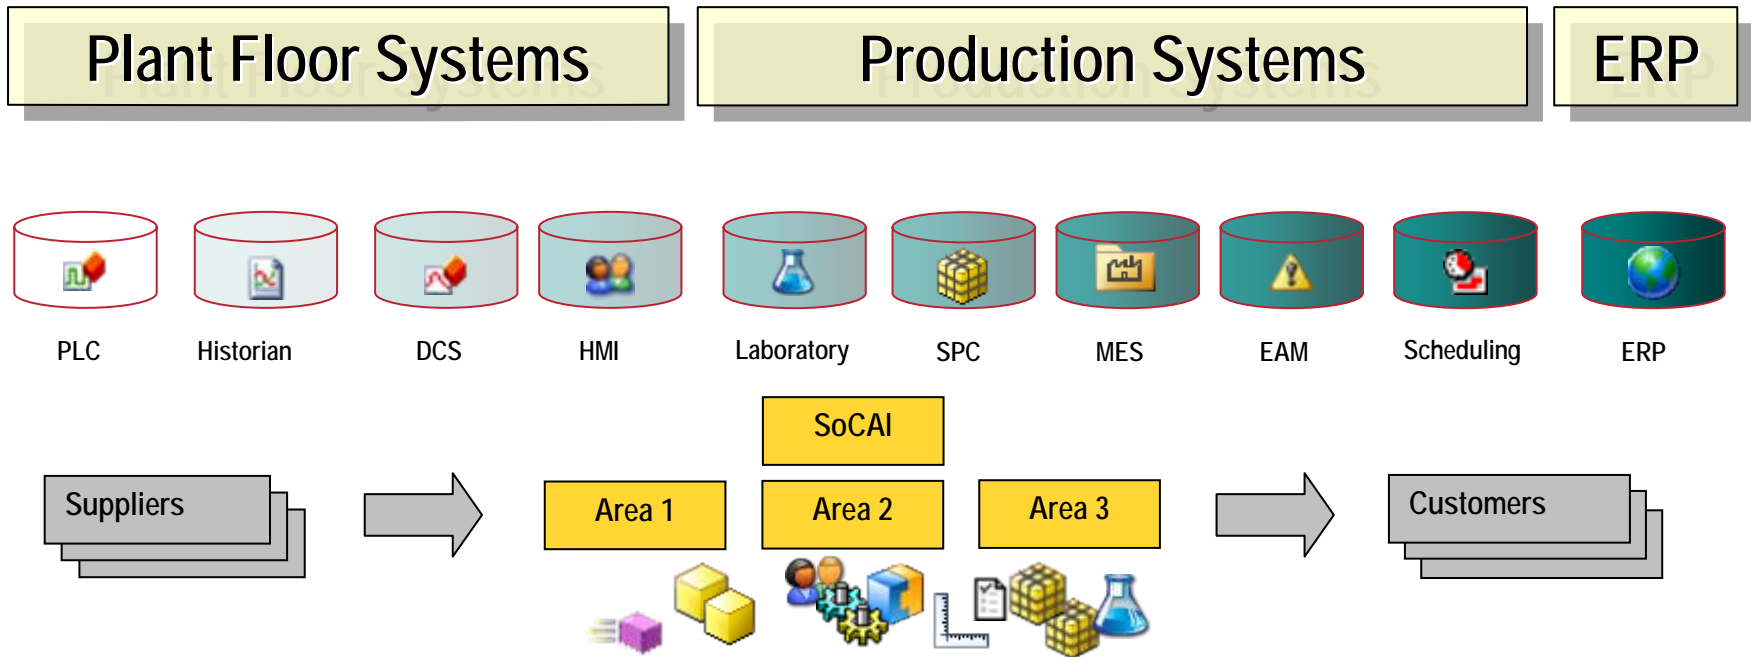 Plant Floor Systems
Production Systems
ERP
PLC
Historian
DCS
HMI
Laboratory
SPC
MES
EAM
Scheduling
ERP
SoCAI
Suppliers
Area 1
Area 2
Area 3
Customers